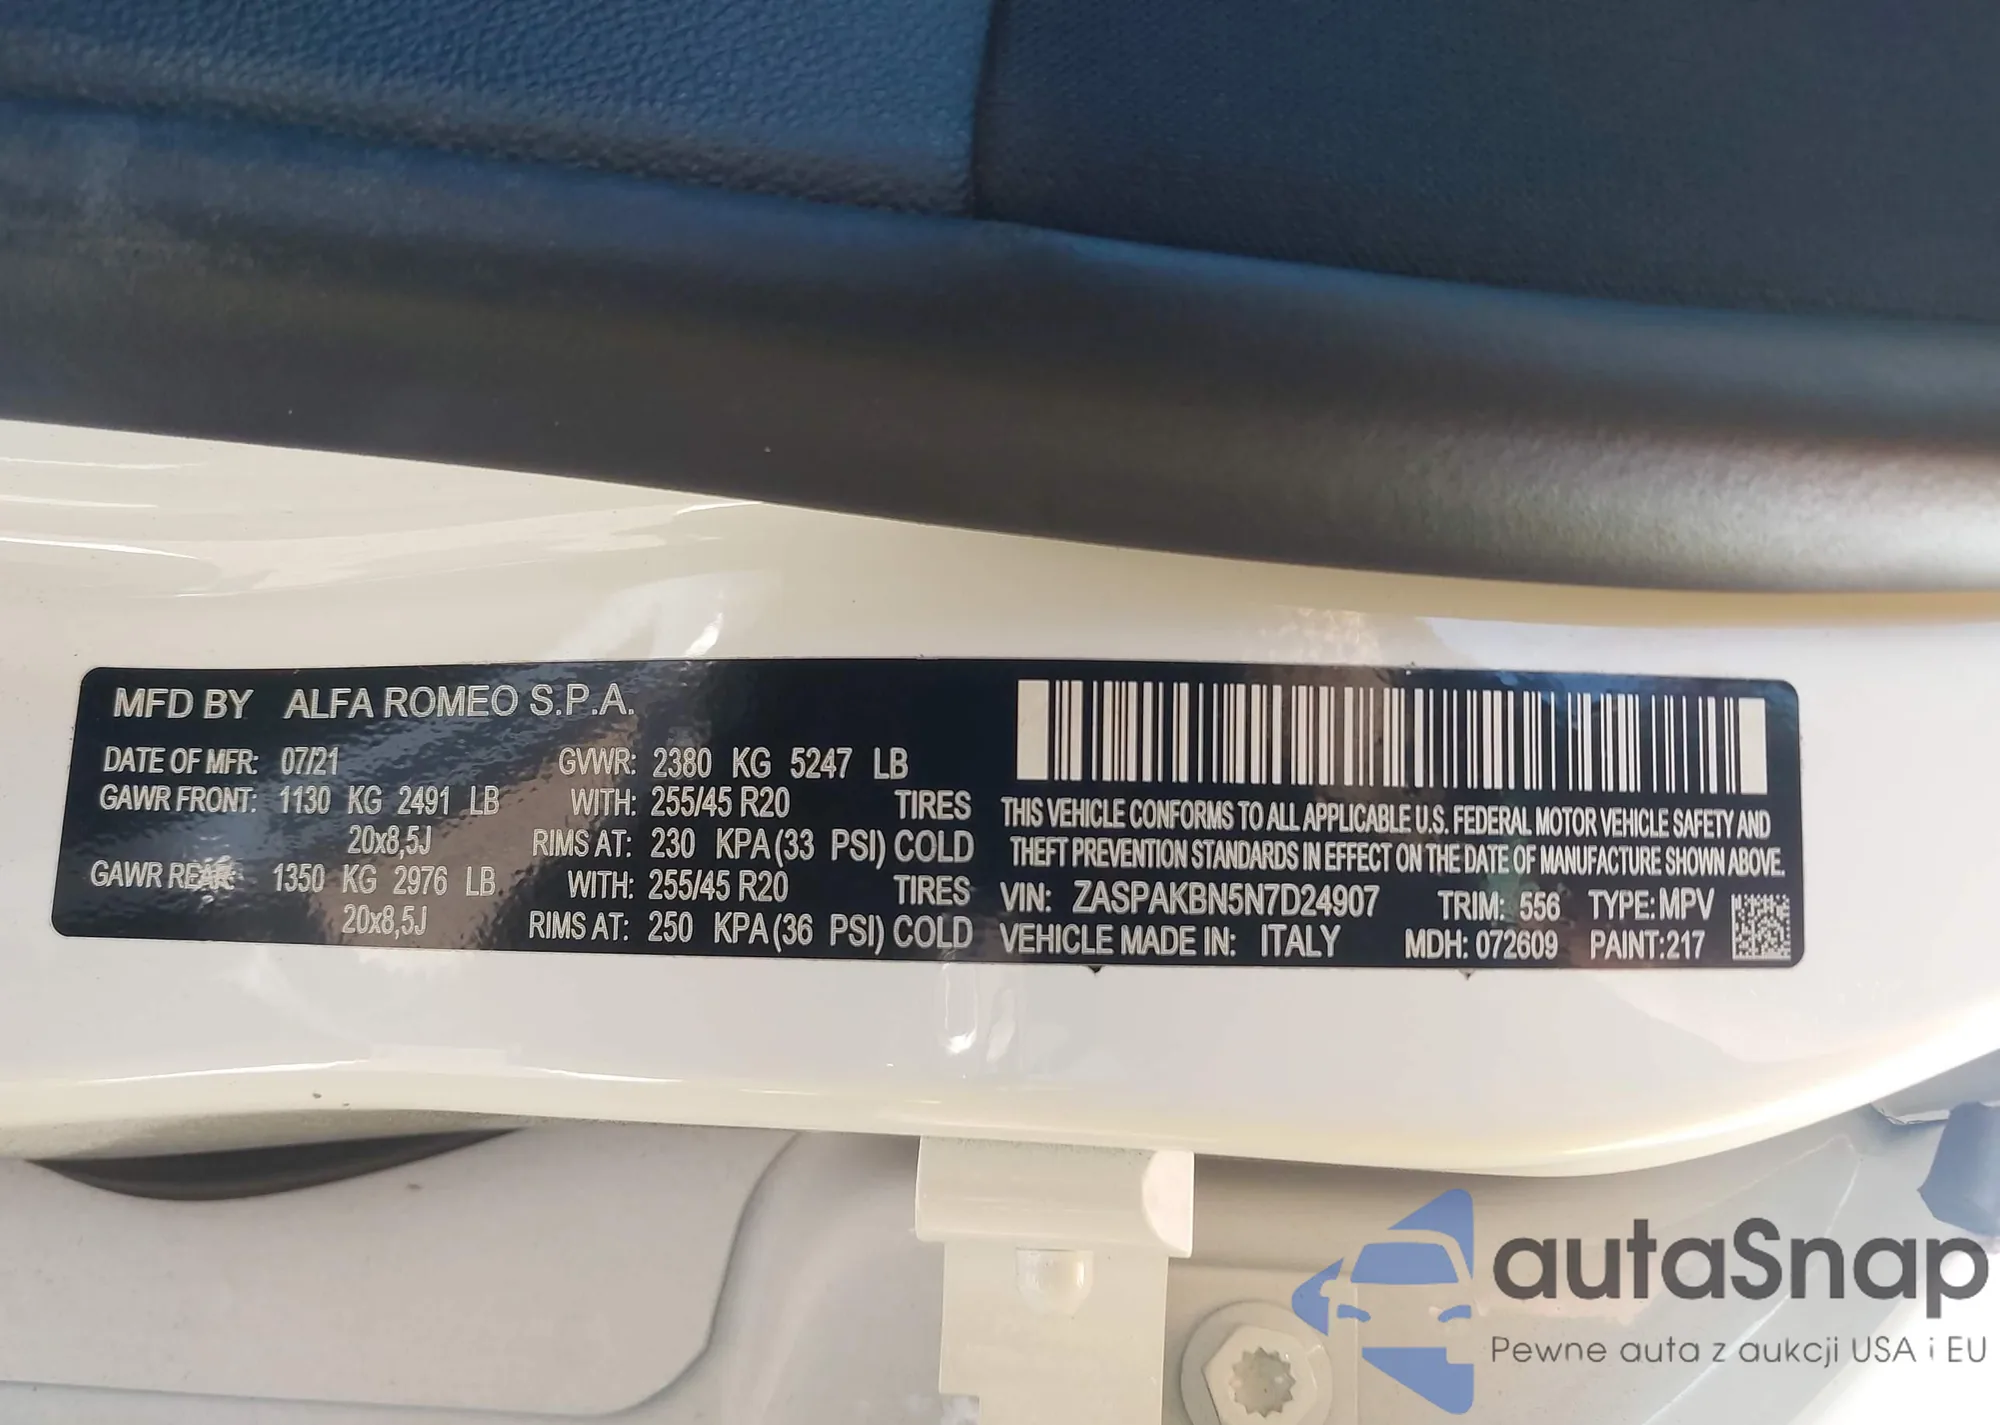 MFD BY ALFA ROMEO S.P.A.
DATE OF MFR: 07/21 GVWR: 2380 KG 5247 LB
GAWR FRONT: 1130 KG 2491 LB WITH: 255/45 R20 TIRES
20x8,5J RIMS AT: 230 KPA (33 PSI) COLD
GAWR REAR: 1350 KG 2976 LB WITH: 255/45 R20 TIRES
20x8,5J RIMS AT: 250 KPA (36 PSI) COLD
THIS VEHICLE CONFORMS TO ALL APPLICABLE U.S. FEDERAL MOTOR VEHICLE SAFETY AND
THEFT PREVENTION STANDARDS IN EFFECT ON THE DATE OF MANUFACTURE SHOWN ABOVE.
VIN: ZASPAKBN5N7D24907 TRIM: 556 TYPE: MPV
VEHICLE MADE IN: ITALY MDH: 072609 PAINT:217
autaSnap
Pewne auta z aukcji USA i EU